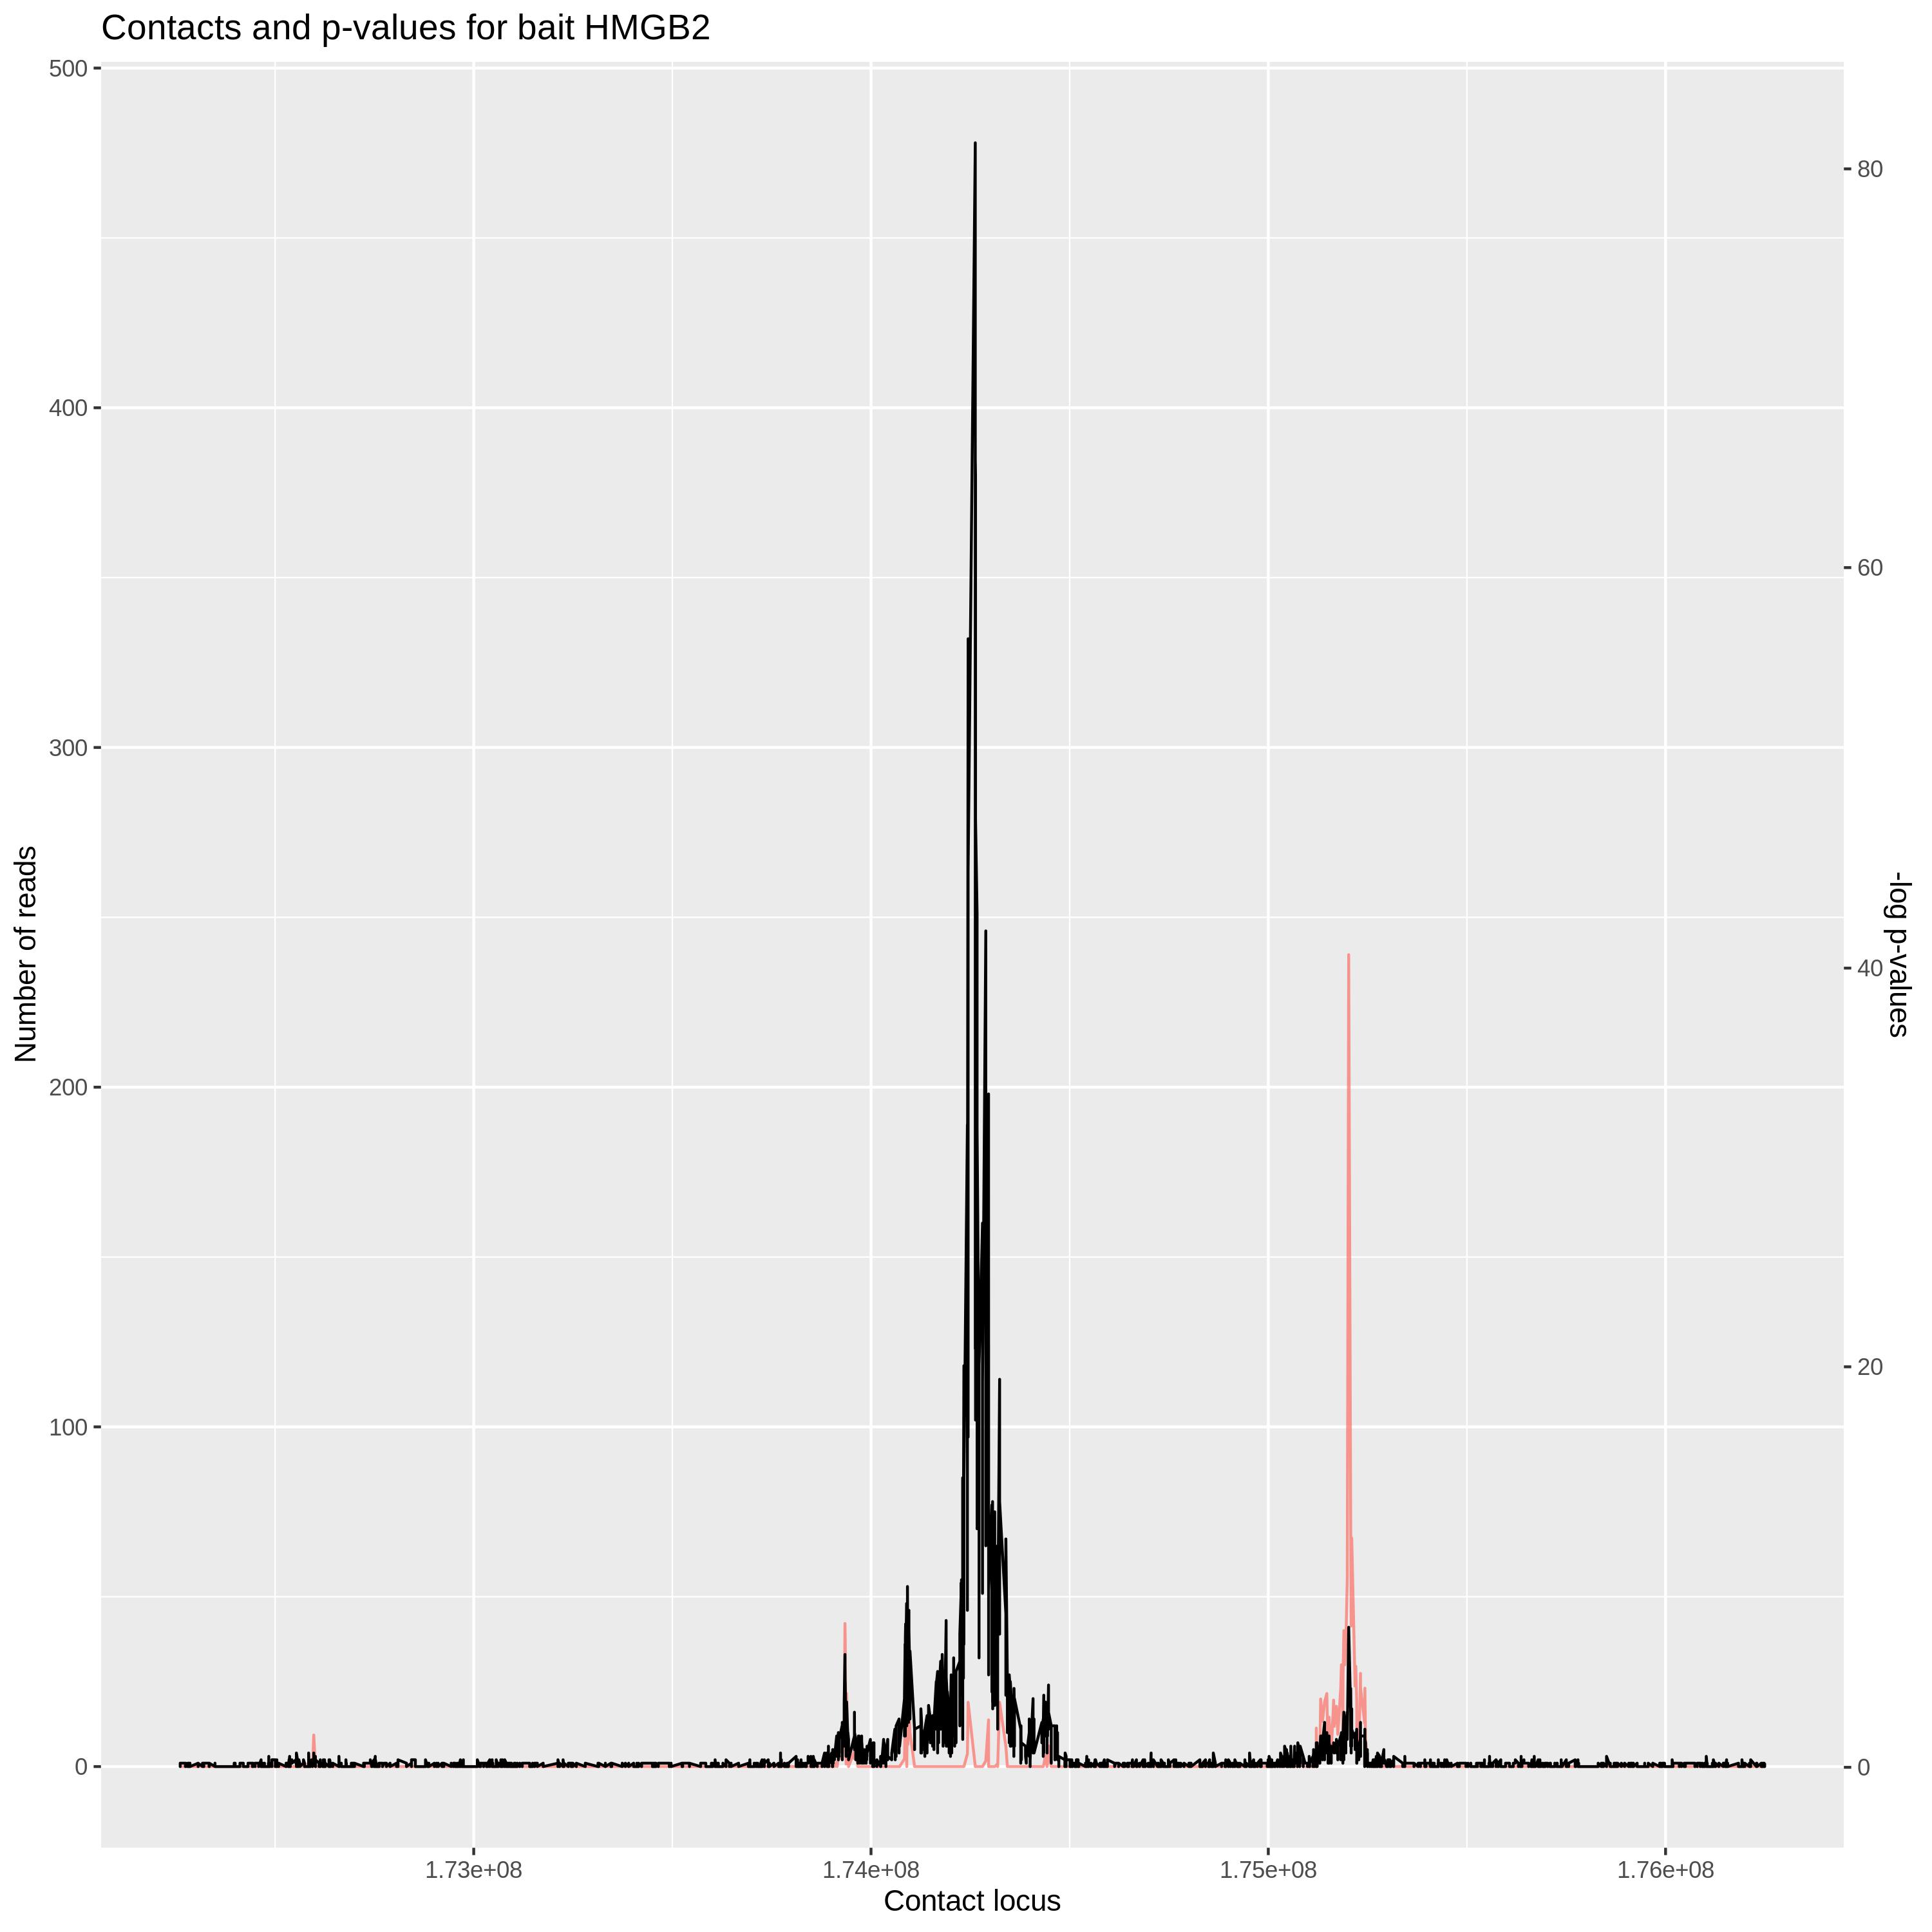 Contacts and p-values for bait HMGB2
500
400
300
200
100
0
Number of reads
80
60
40
20
0
-log p-values
1.73e+08
1.74e+08
1.75e+08
1.76e+08
Contact locus